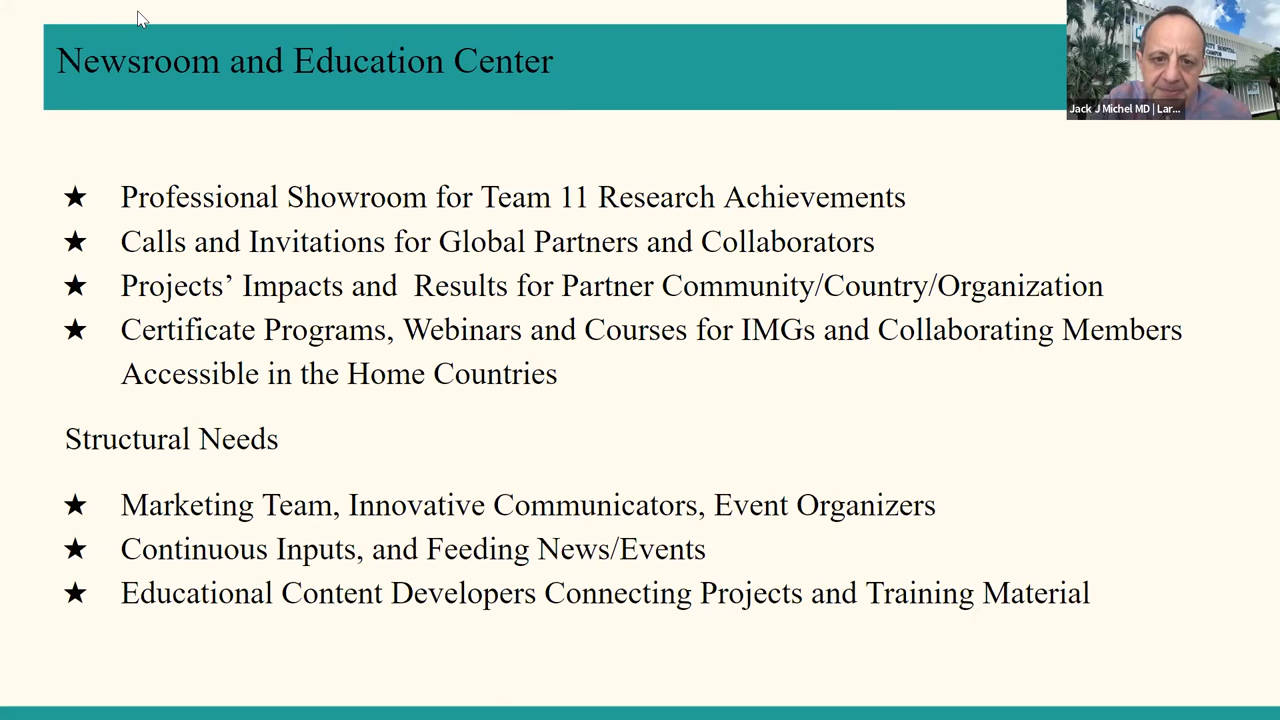 Newsroom and Education Center
Jack J Michel MD | Lar...
★ Professional Showroom for Team 11 Research Achievements
★ Calls and Invitations for Global Partners and Collaborators
★ Projects’ Impacts and  Results for Partner Community/Country/Organization
★ Certificate Programs, Webinars and Courses for IMGs and Collaborating Members
Accessible in the Home Countries
Structural Needs
★ Marketing Team, Innovative Communicators, Event Organizers
★ Continuous Inputs, and Feeding News/Events
★ Educational Content Developers Connecting Projects and Training Material